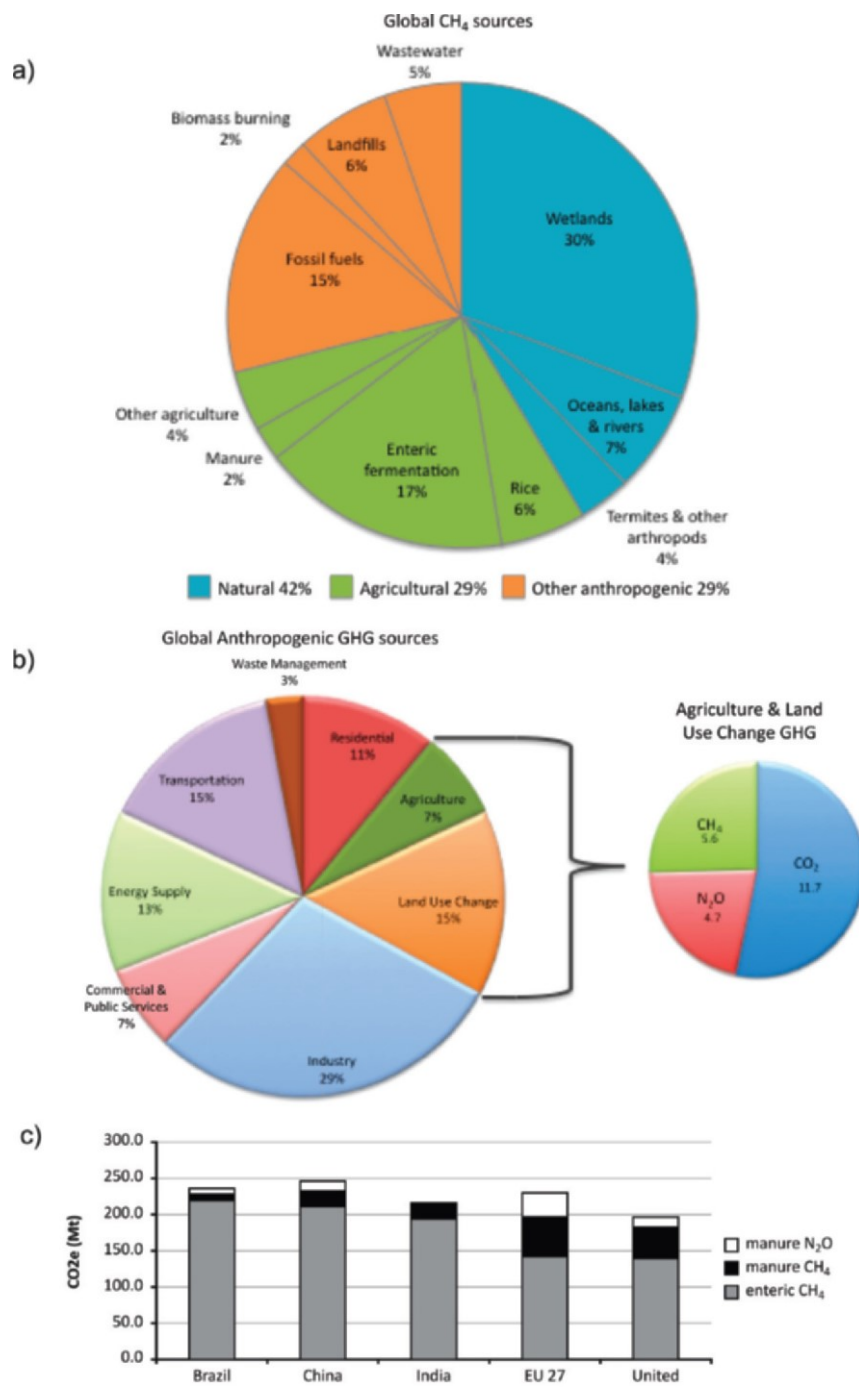 Global CH₄ sources
a)
Wastewater
5%
Biomass burning
2%
Landfills
6%
Wetlands
30%
Fossil fuels
15%
Oceans, lakes
& rivers
7%
Other agriculture
4%
Enteric
fermentation
17%
Manure
2%
Rice
6%
Termites & other
arthropods
4%
Natural 42%
Agricultural 29%
Other anthropogenic 29%
b)
Global Anthropogenic GHG sources
Waste Management
3%
Residential
11%
Transportation
15%
Agriculture
7%
Energy Supply
13%
Land Use Change
15%
Commercial &
Public Services
7%
Industry
29%
Agriculture & Land
Use Change GHG
CH₄
5.6
CO₂
11.7
N₂O
4.7
c)
CO2e (Mt)
300.0
250.0
200.0
150.0
100.0
50.0
0.0
Brazil
China
India
EU 27
United
manure N₂O
manure CH₄
enteric CH₄